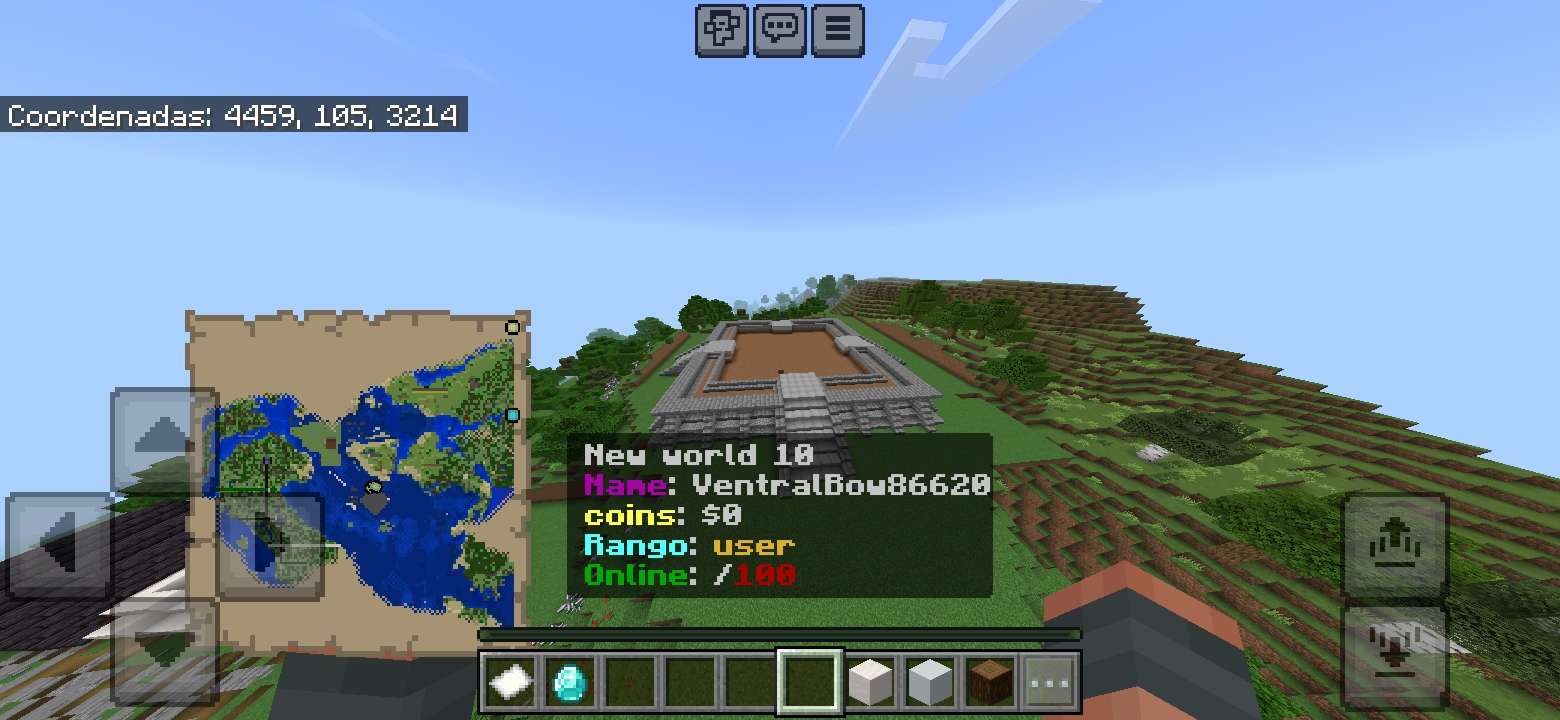 Coordenadas: 4459, 105, 3214
New world 10
Name: VentralBow86620
coins: $0
Rango: user
Online: /100